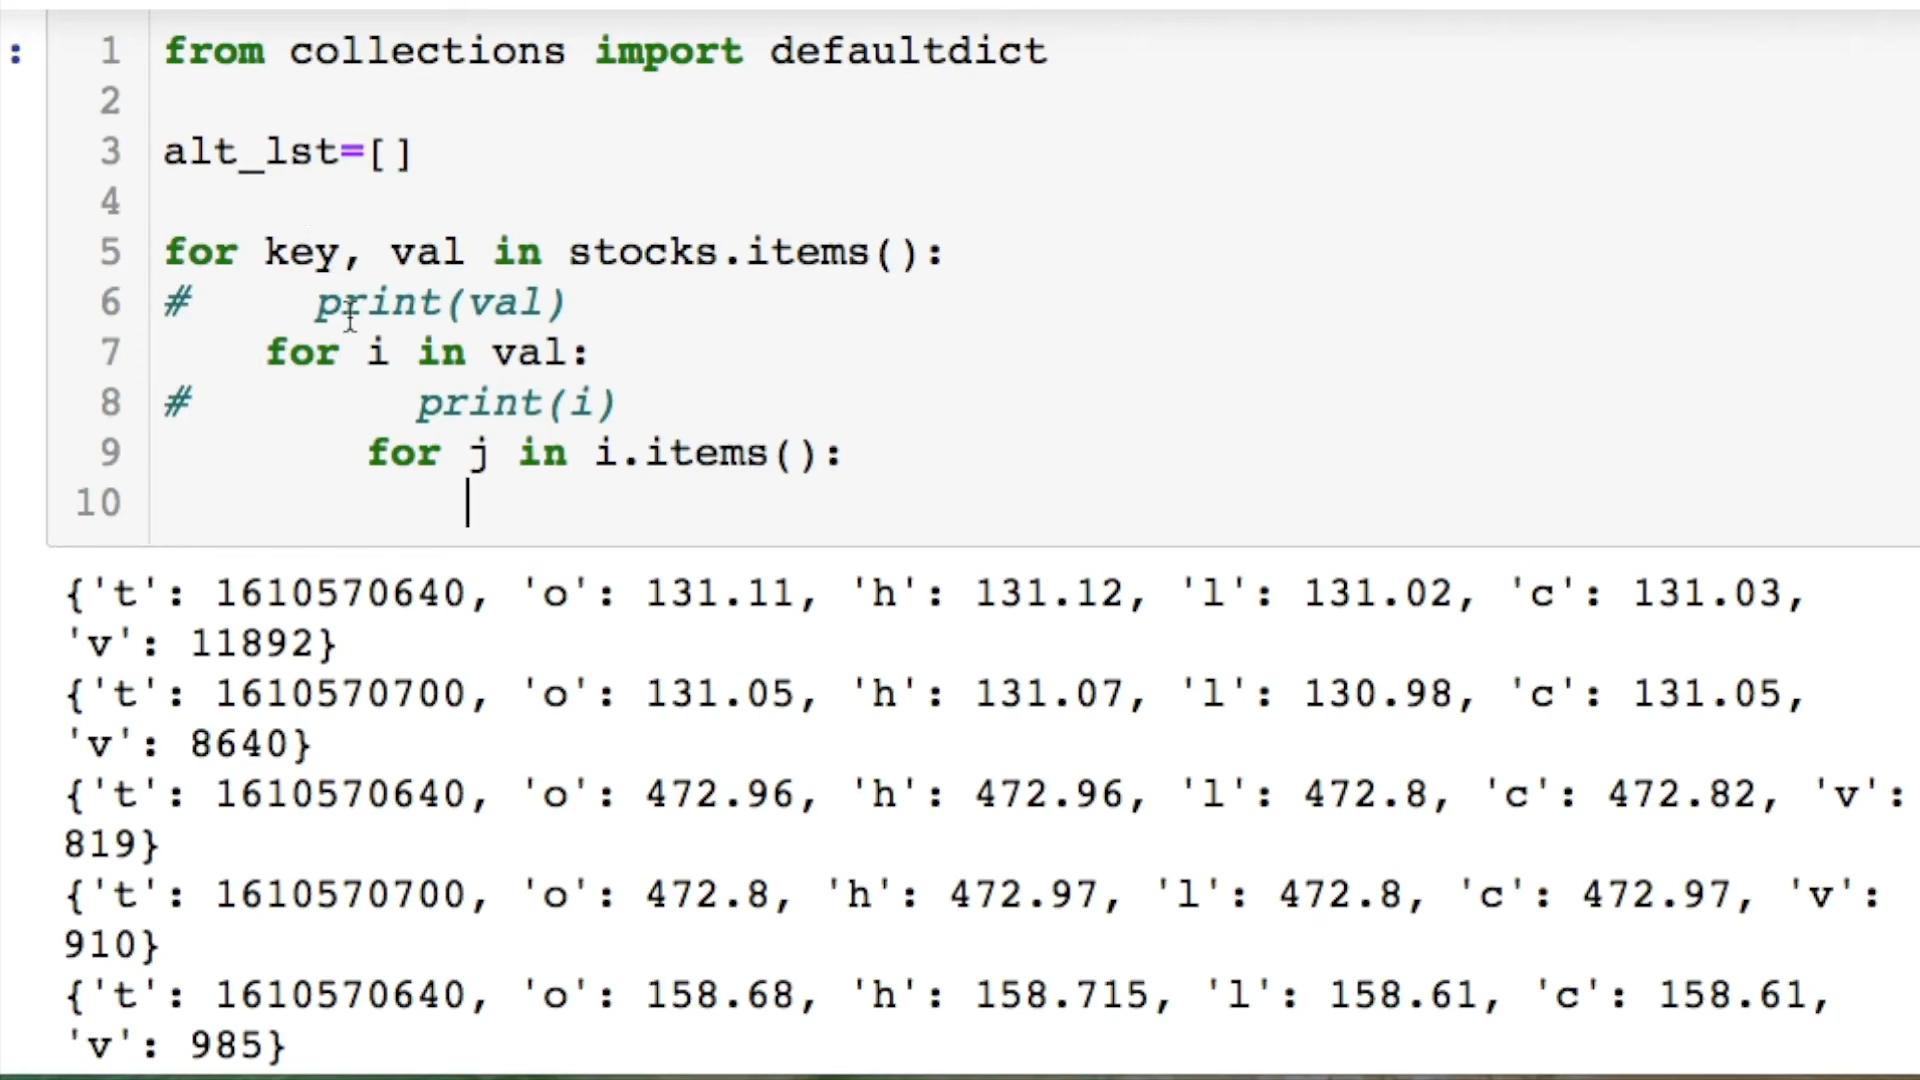 :
1 from collections import defaultdict
2
3 alt_lst=[]
4
5 for key, val in stocks.items():
6 #     print(val)
7     for i in val:
8 #         print(i)
9         for j in i.items():
10
{'t': 1610570640, 'o': 131.11, 'h': 131.12, 'l': 131.02, 'c': 131.03,
'v': 11892}
{'t': 1610570700, 'o': 131.05, 'h': 131.07, 'l': 130.98, 'c': 131.05,
'v': 8640}
{'t': 1610570640, 'o': 472.96, 'h': 472.96, 'l': 472.8, 'c': 472.82, 'v':
819}
{'t': 1610570700, 'o': 472.8, 'h': 472.97, 'l': 472.8, 'c': 472.97, 'v':
910}
{'t': 1610570640, 'o': 158.68, 'h': 158.715, 'l': 158.61, 'c': 158.61,
'v': 985}